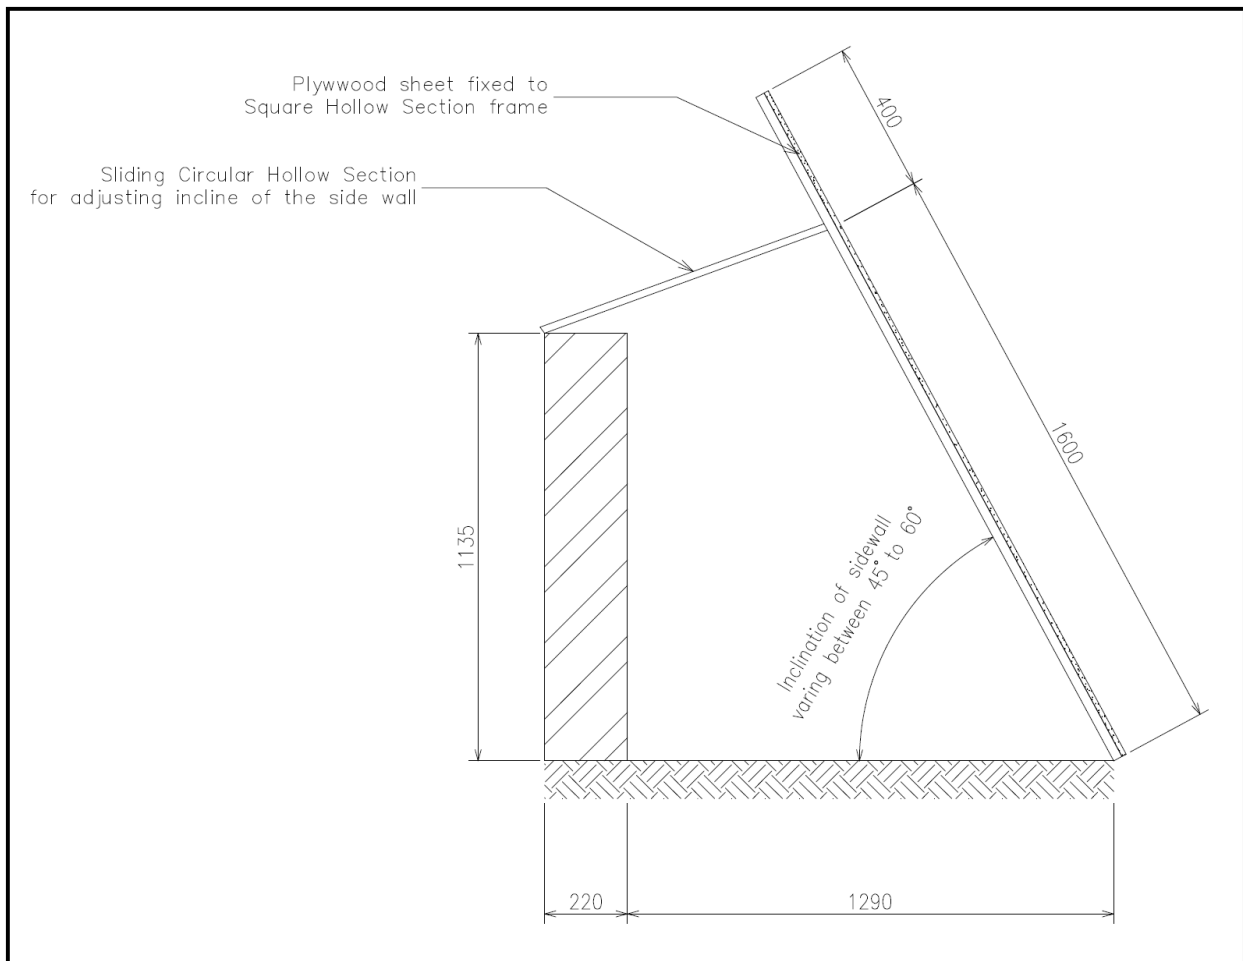 Plywwood sheet fixed to
Square Hollow Section frame
Sliding Circular Hollow Section
for adjusting incline of the side wall
400
1600
1135
Inclination of sidewall
varing between 45° to 60°
220
1290